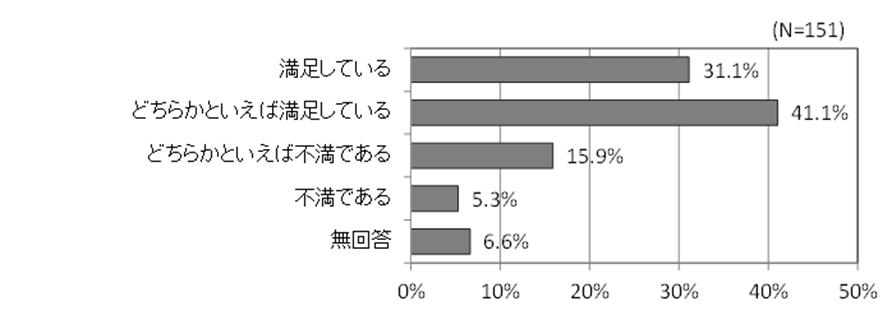 (N=151)
満足している
31.1%
どちらかといえば満足している
41.1%
どちらかといえば不満である
15.9%
不満である
5.3%
無回答
6.6%
0% 10% 20% 30% 40% 50%